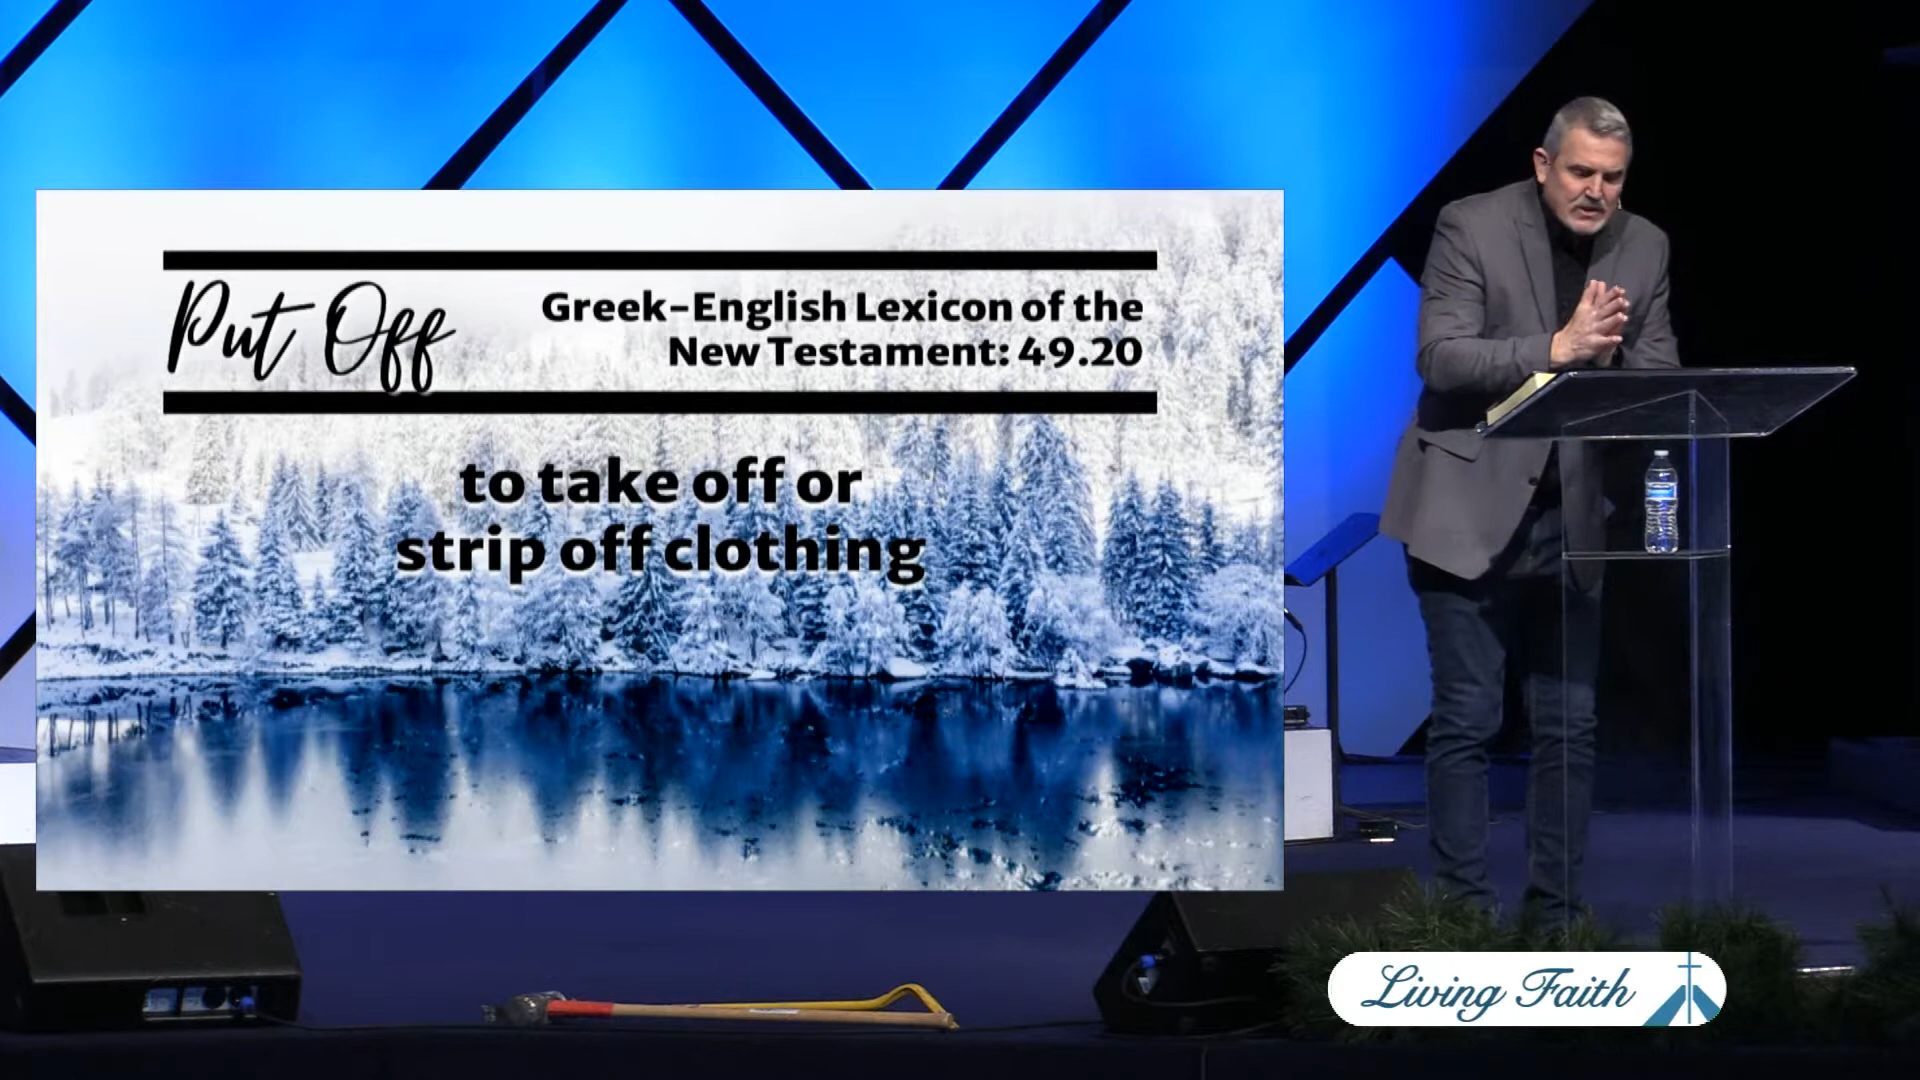 Put Off
Greek-English Lexicon of the
New Testament: 49.20
to take off or
strip off clothing
Living Faith